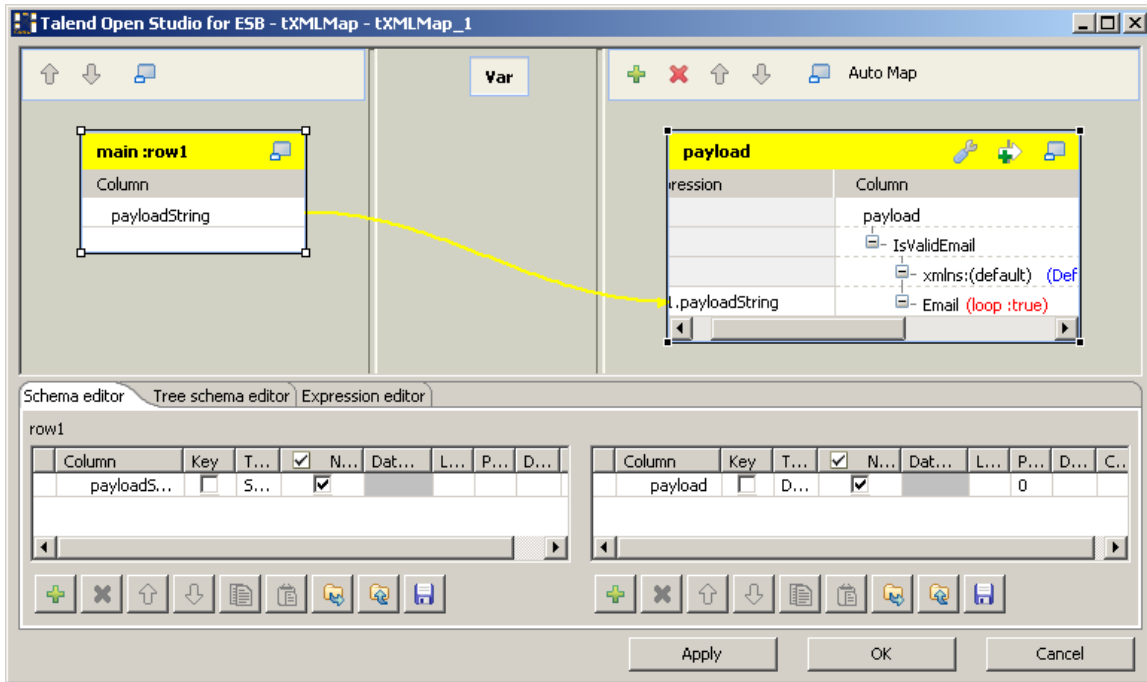 Talend Open Studio for ESB - tXMLMap - tXMLMap_1
Var
Auto Map
main :row1
Column
payloadString
payload
ression Column
payload
IsValidEmail
xmlns:(default) (Def
.payloadString Email (loop :true)
Schema editor Tree schema editor Expression editor
row1
Column Key T... N... Dat... L... P... D...
payloadS... S...
Column Key T... N... Dat... L... P... D... C..
payload D... 0
Apply OK Cancel